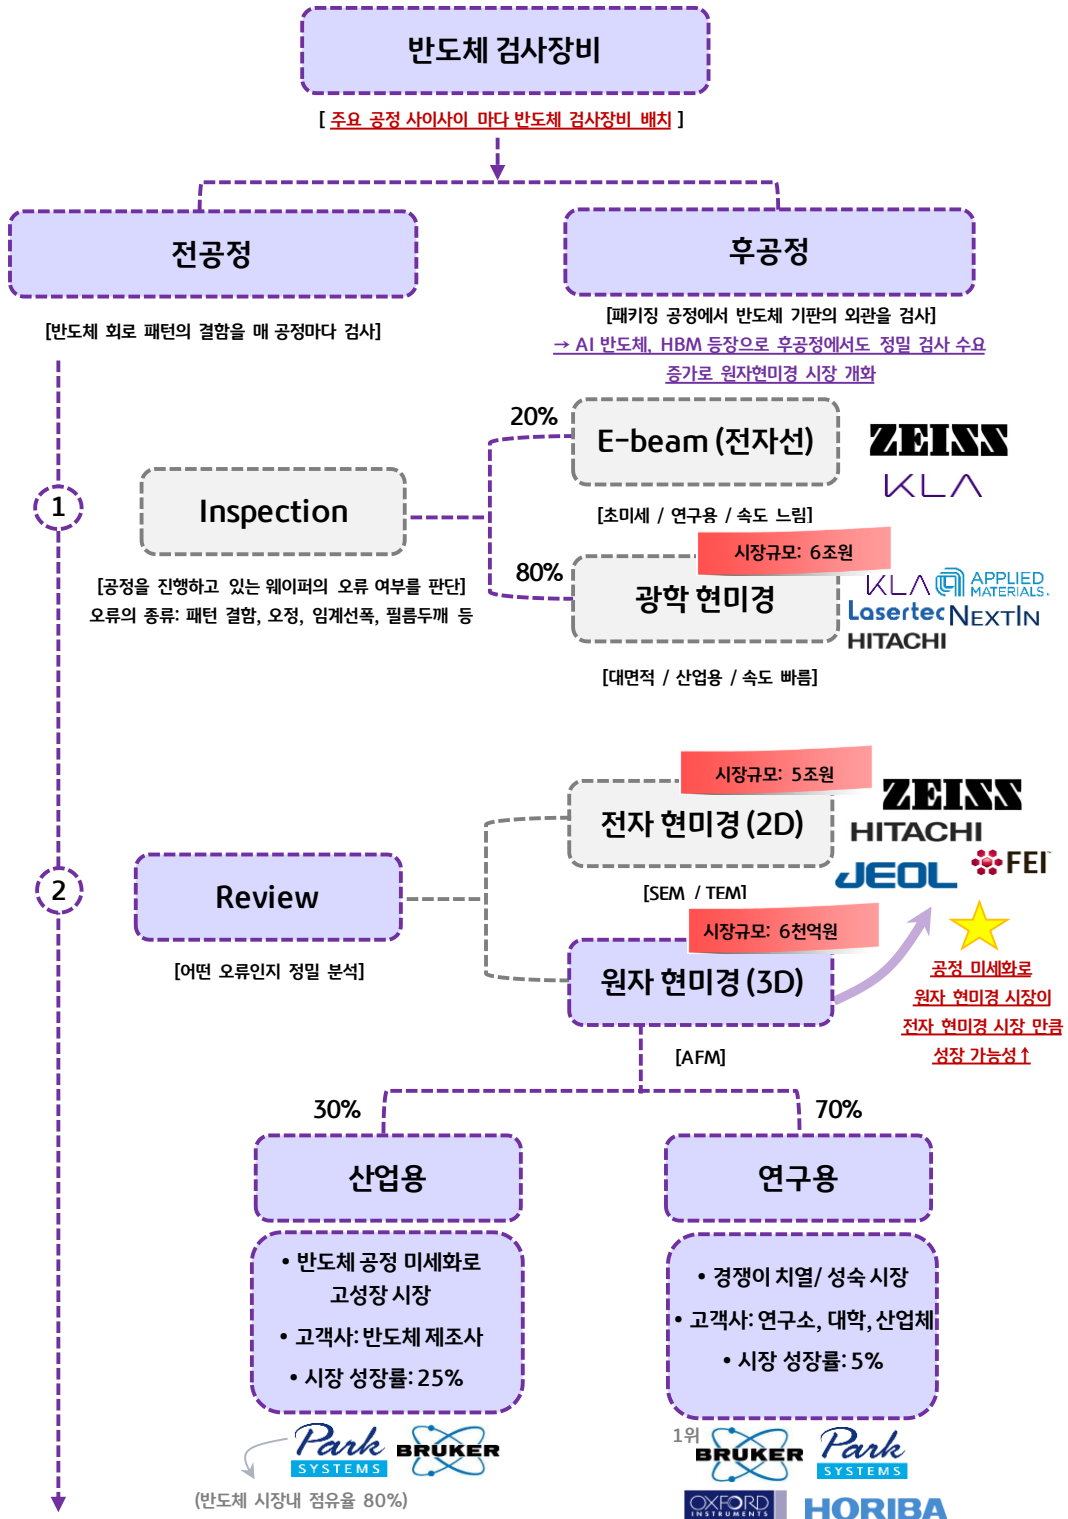 반도체 검사장비
[ 주요 공정 사이사이 마다 반도체 검사장비 배치 ]
전공정
후공정
[반도체 회로 패턴의 결함을 매 공정마다 검사]
[패키징 공정에서 반도체 기판의 외관을 검사]
→ AI 반도체, HBM 등장으로 후공정에서도 정밀 검사 수요
증가로 원자현미경 시장 개화
1
Inspection
[공정을 진행하고 있는 웨이퍼의 오류 여부를 판단]
오류의 종류: 패턴 결함, 오정, 임계선폭, 필름두께 등
20%
E-beam (전자선)
ZEISS
KLA
[초미세 / 연구용 / 속도 느림]
시장규모: 6조원
80%
광학 현미경
KLA
APPLIED
MATERIALS
Lasertec
NEXTIN
HITACHI
[대면적 / 산업용 / 속도 빠름]
2
Review
[어떤 오류인지 정밀 분석]
시장규모: 5조원
전자 현미경 (2D)
ZEISS
HITACHI
JEOL
FEI
[SEM / TEM]
시장규모: 6천억원
원자 현미경 (3D)
공정 미세화로
원자 현미경 시장이
전자 현미경 시장 만큼
성장 가능성↑
[AFM]
30%
70%
산업용
• 반도체 공정 미세화로
고성장 시장
• 고객사: 반도체 제조사
• 시장 성장률: 25%
Park
SYSTEMS
BRUKER
(반도체 시장내 점유율 80%)
연구용
• 경쟁이 치열/ 성숙 시장
• 고객사: 연구소, 대학, 산업체
• 시장 성장률: 5%
1위
BRUKER
Park
SYSTEMS
OXFORD
INSTRUMENTS
HORIBA